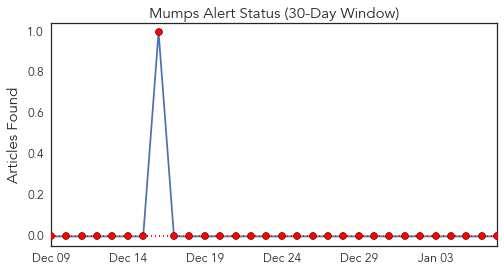 Mumps Alert Status (30-Day Window)
Articles Found
1.0
0.8
0.6
0.4
0.2
0.0
Dec 09 Dec 14 Dec 19 Dec 24 Dec 29 Jan 03